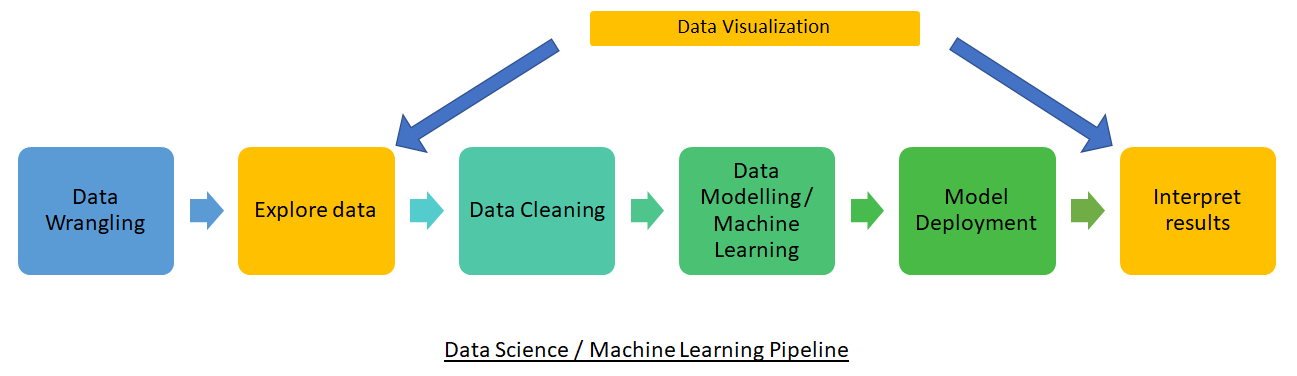 Data Visualization
Data
Wrangling
Explore data
Data Cleaning
Data
Modelling/
Machine
Learning
Model
Deployment
Interpret
results
Data Science / Machine Learning Pipeline